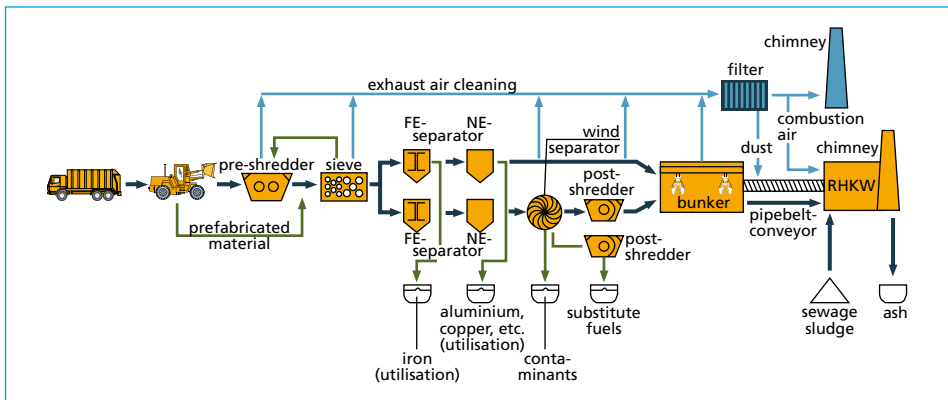 chimney
filter
exhaust air cleaning
combustion
air
FE-
separator
NE-
wind
separator
dust
chimney
pre-shredder
sieve
post-
shredder
RHKW
bunker
prefabricated
material
pipebelt-
conveyor
FE-
separator
NE-
post-
shredder
aluminium,
copper, etc.
(utilisation)
substitute
fuels
sewage
sludge
ash
iron
(utilisation)
conta-
minants